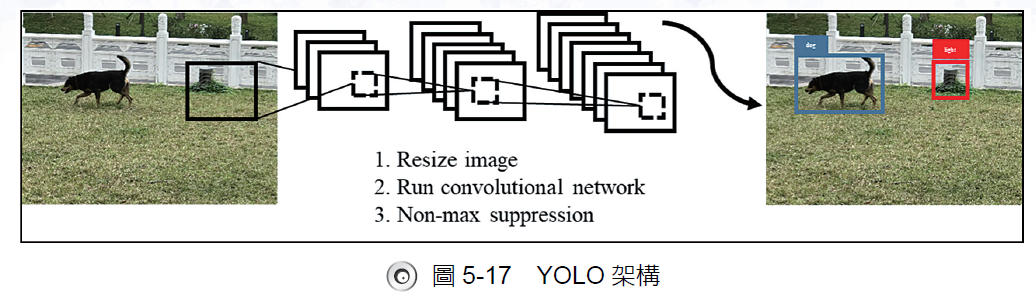 dog
light
1. Resize image
2. Run convolutional network
3. Non-max suppression
圖 5-17 YOLO 架構